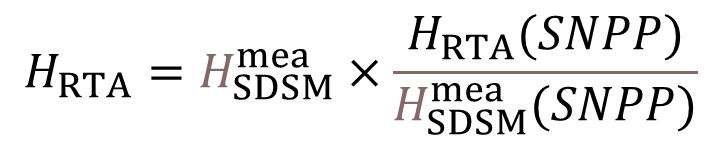 H_RTA = H_SDSM^mea × H_RTA(SNPP) / H_SDSM^mea(SNPP)